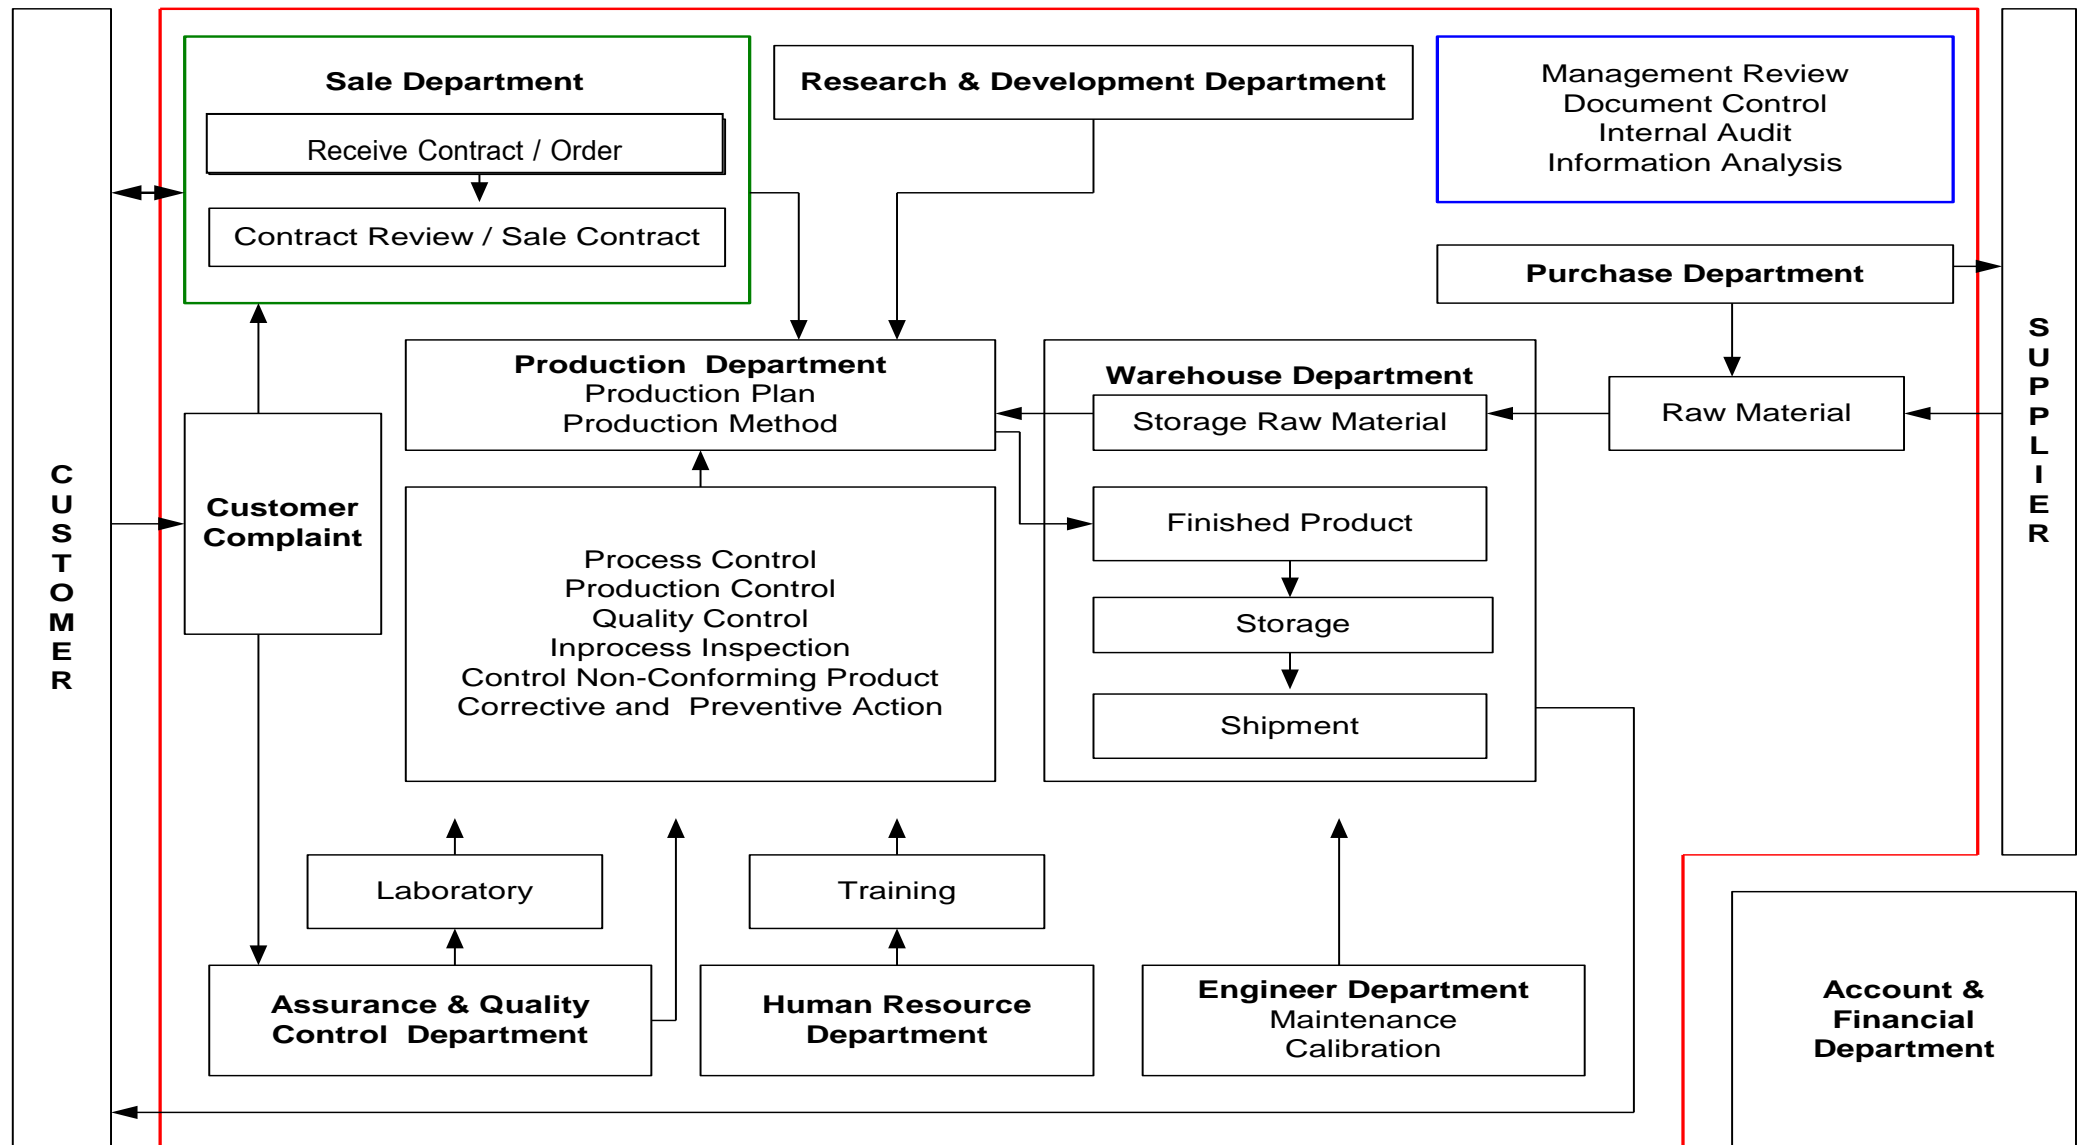 Sale Department
Receive Contract / Order
Contract Review / Sale Contract
Research & Development Department
Management Review
Document Control
Internal Audit
Information Analysis
Purchase Department
Production  Department
Production Plan
Production Method
Warehouse Department
Storage Raw Material
Raw Material
Finished Product
Storage
Shipment
CUSTOMER
SUPPLIER
Customer
Complaint
Process Control
Production Control
Quality Control
Inprocess Inspection
Control Non-Conforming Product
Corrective and  Preventive Action
Laboratory
Training
Assurance & Quality
Control  Department
Human Resource
Department
Engineer Department
Maintenance
Calibration
Account &
Financial
Department